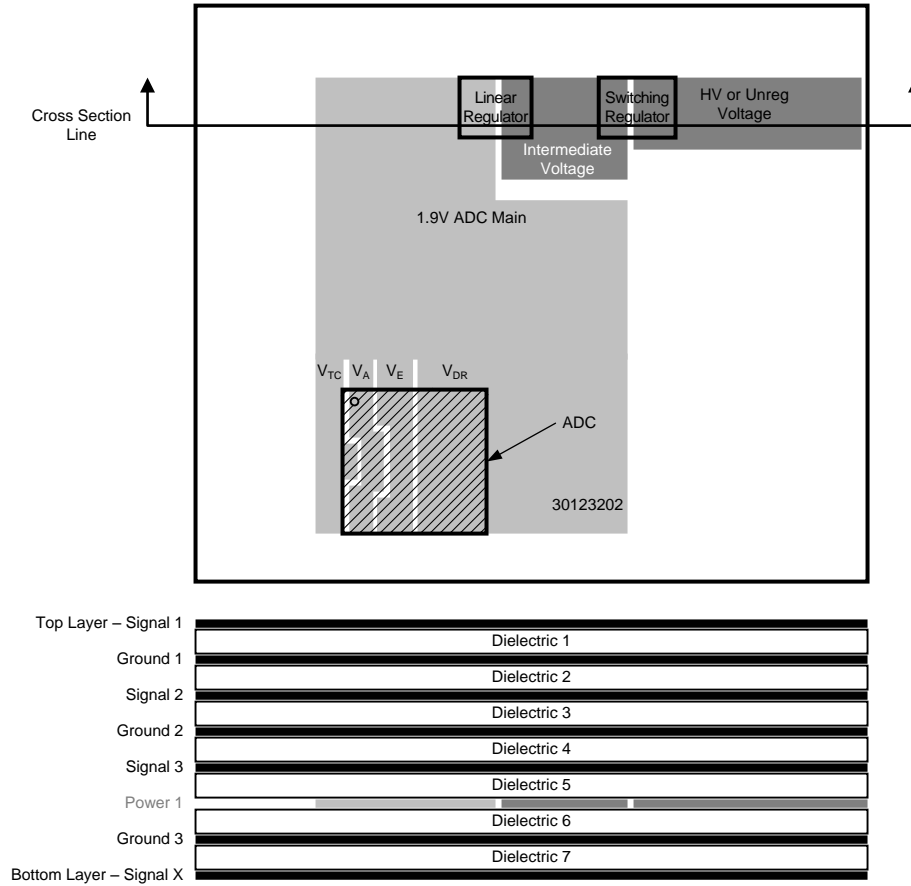 Cross Section
Line
Linear
Regulator
Switching
Regulator
HV or Unreg
Voltage
Intermediate
Voltage
1.9V ADC Main
VTC VA VE VDR
ADC
30123202
Top Layer – Signal 1
Dielectric 1
Ground 1
Dielectric 2
Signal 2
Dielectric 3
Ground 2
Dielectric 4
Signal 3
Dielectric 5
Power 1
Dielectric 6
Ground 3
Dielectric 7
Bottom Layer – Signal X